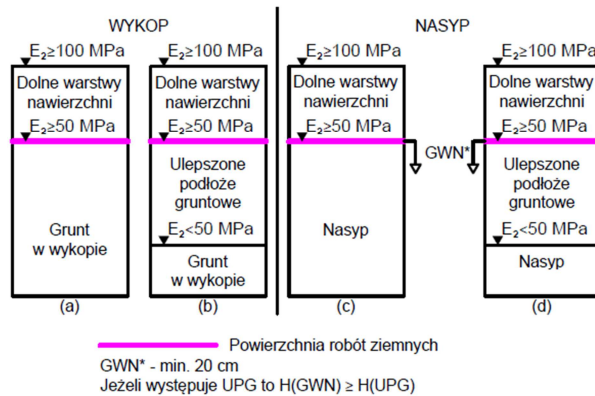 WYKOP
NASYP
E₂≥100 MPa
E₂≥100 MPa
E₂≥100 MPa
E₂≥100 MPa
Dolne warstwy
nawierzchni
Dolne warstwy
nawierzchni
Dolne warstwy
nawierzchni
Dolne warstwy
nawierzchni
E₂≥50 MPa
E₂≥50 MPa
E₂≥50 MPa
E₂≥50 MPa
GWN*
Grunt
w wykopie
Ulepszone
podłoże
gruntowe
E₂<50 MPa
Grunt
w wykopie
Nasyp
Ulepszone
podłoże
gruntowe
E₂<50 MPa
Nasyp
(a)
(b)
(c)
(d)
Powierzchnia robót ziemnych
GWN* - min. 20 cm
Jeżeli występuje UPG to H(GWN) ≥ H(UPG)